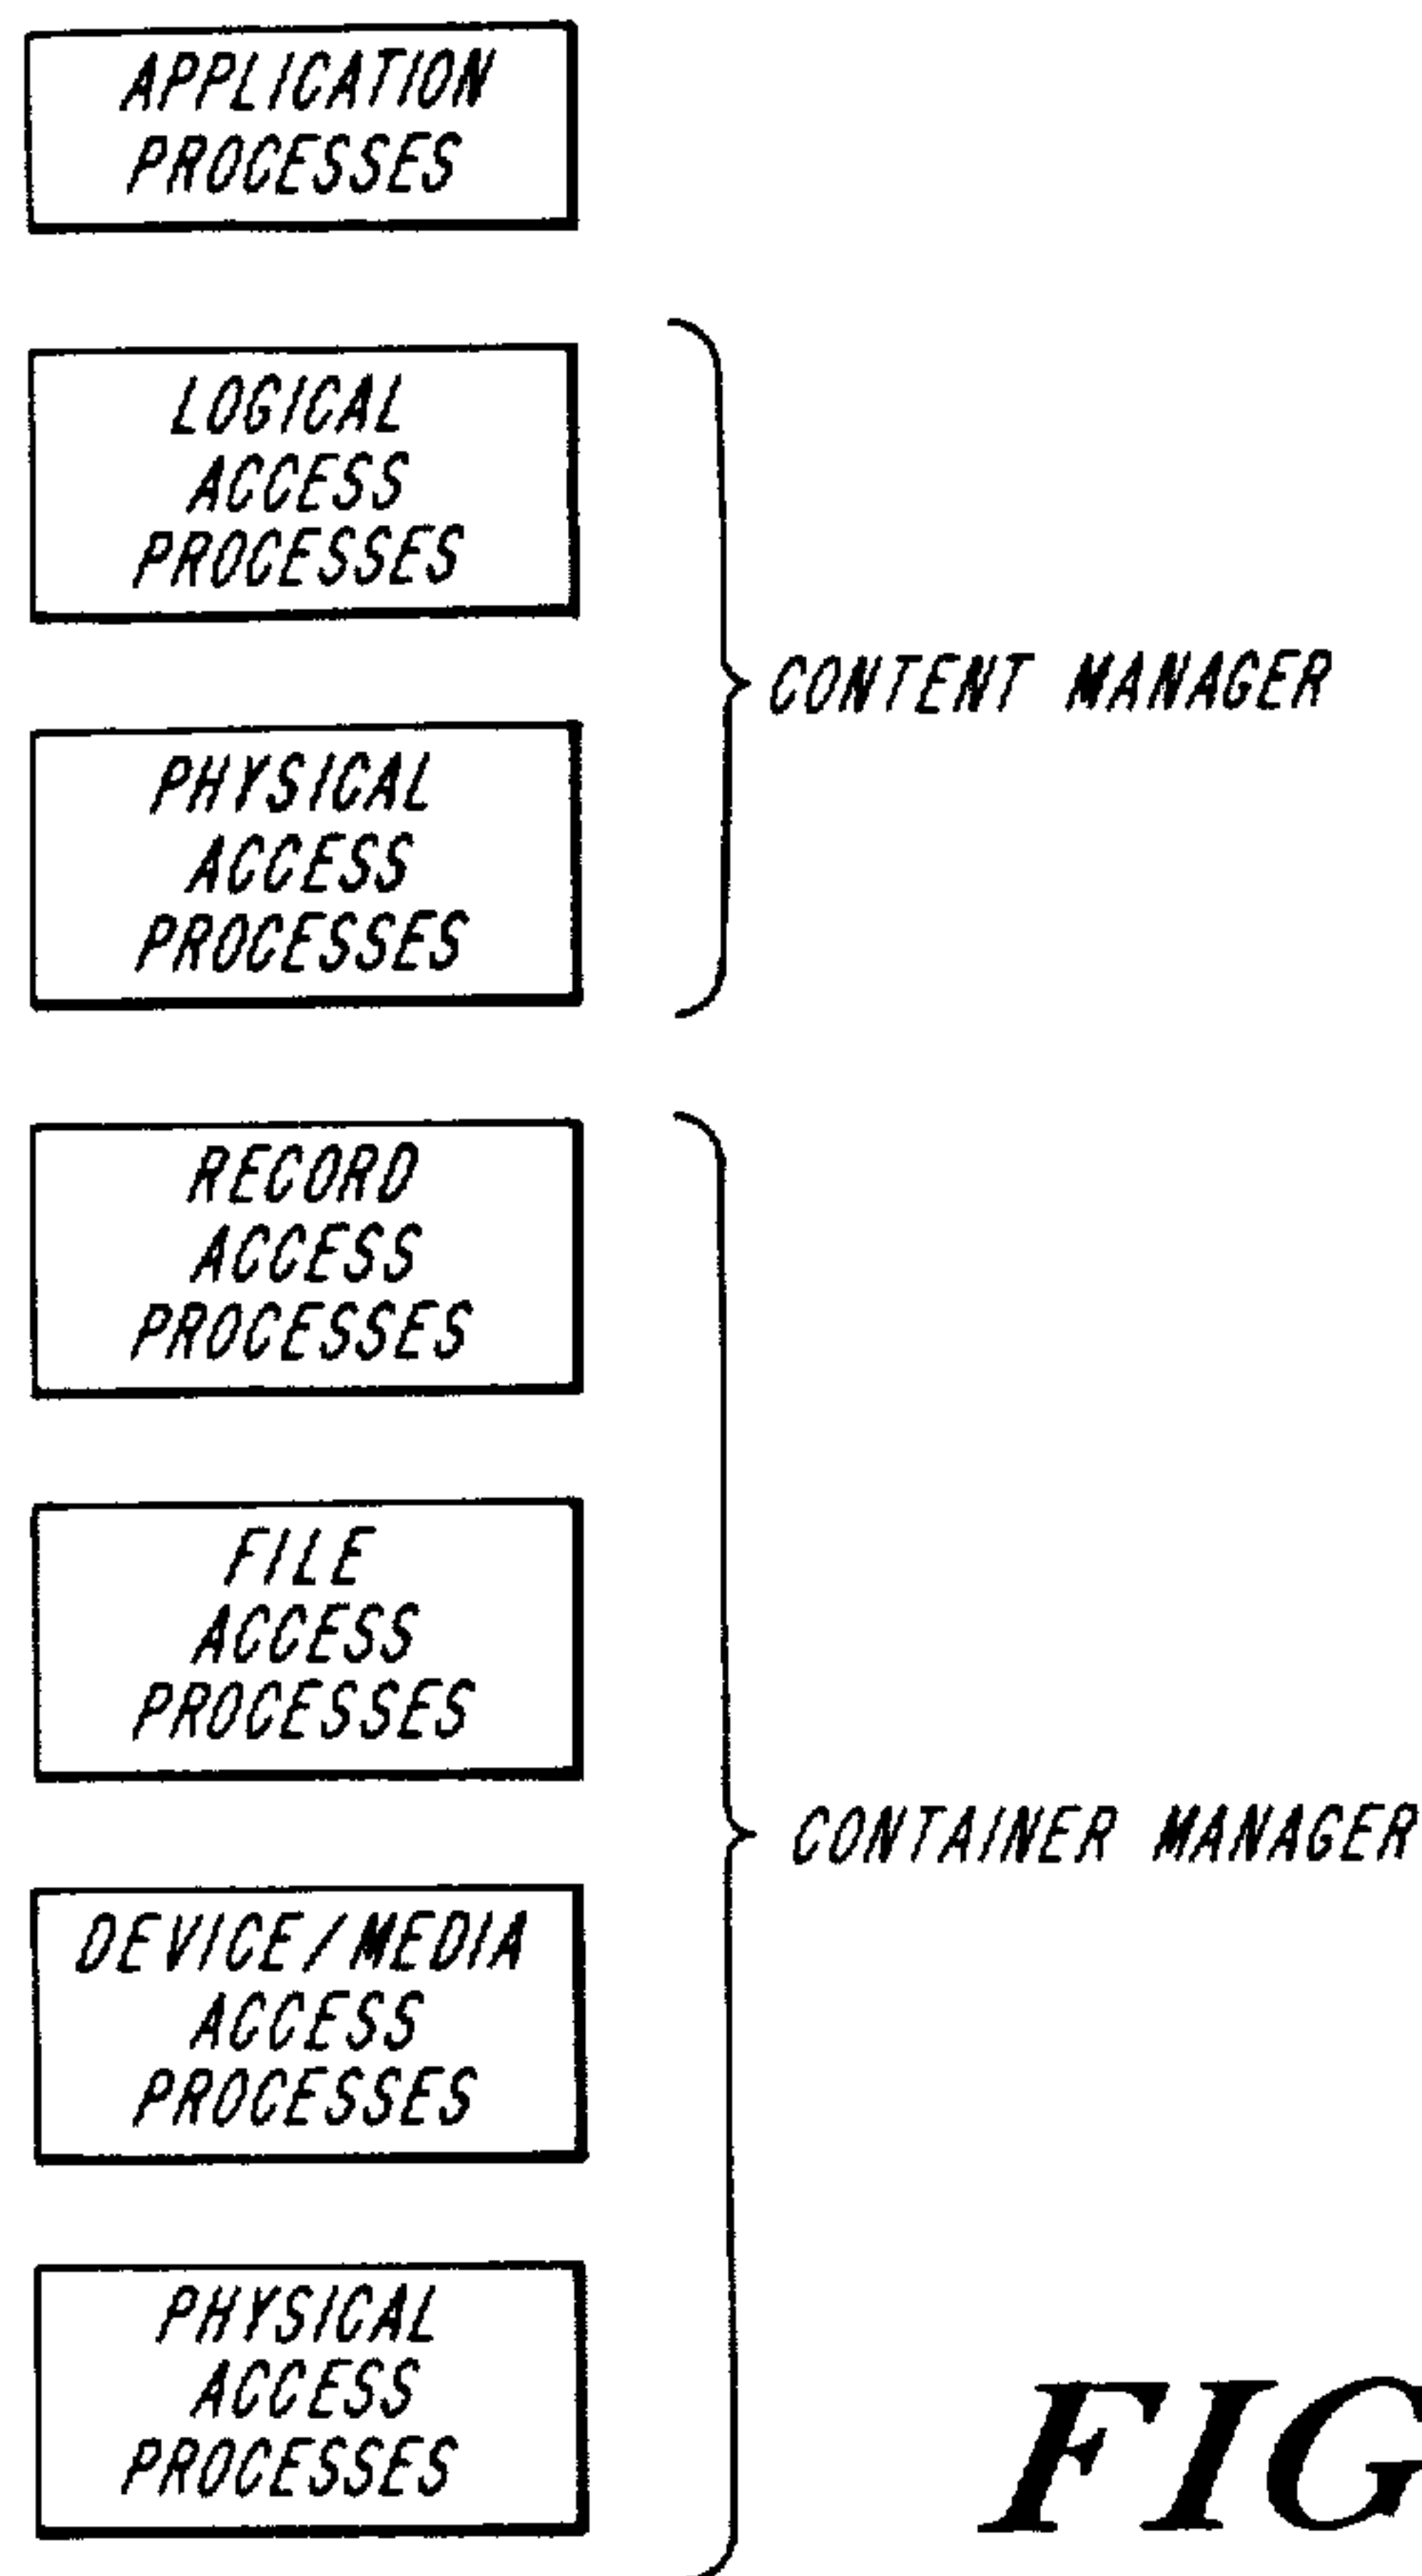 APPLICATION
PROCESSES
LOGICAL
ACCESS
PROCESSES
CONTENT MANAGER
PHYSICAL
ACCESS
PROCESSES
RECORD
ACCESS
PROCESSES
FILE
ACCESS
PROCESSES
CONTAINER MANAGER
DEVICE/MEDIA
ACCESS
PROCESSES
PHYSICAL
ACCESS
PROCESSES
FIG